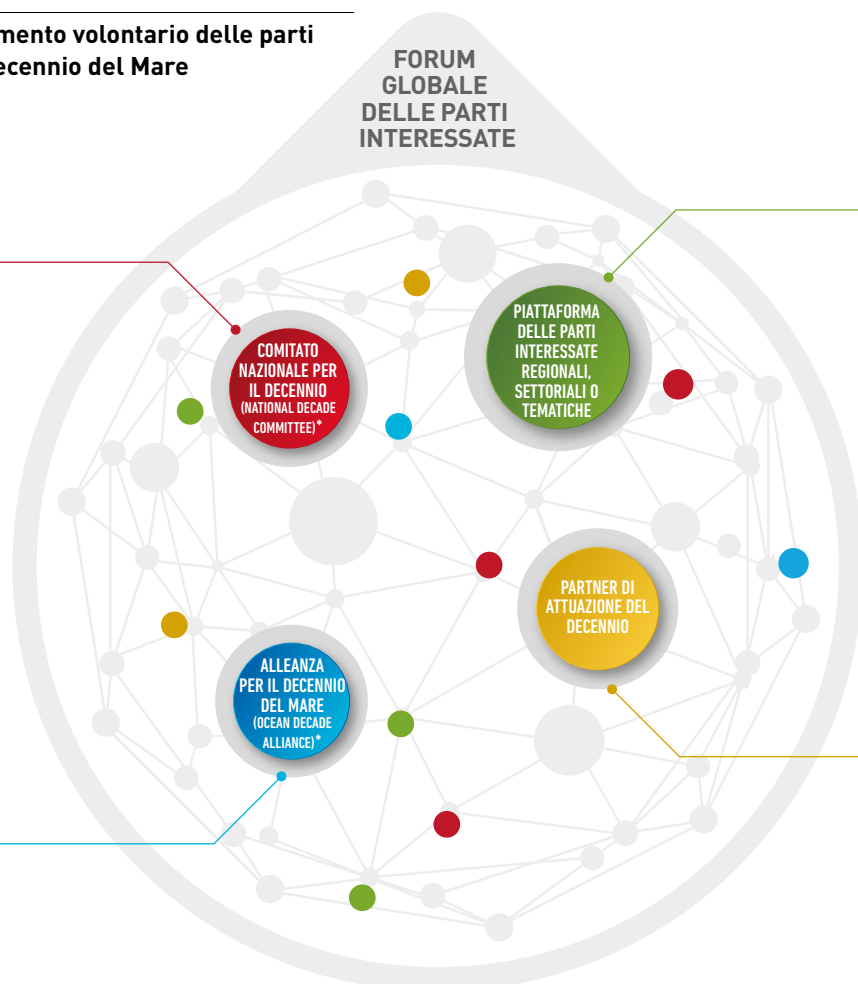 mento volontario delle parti
ecennio del Mare
FORUM
GLOBALE
DELLE PARTI
INTERESSATE
COMITATO
NAZIONALE PER
IL DECENNIO
(NATIONAL DECADE
COMMITTEE)*
PIATTAFORMA
DELLE PARTI
INTERESSATE
REGIONALI,
SETTORIALI O
TEMATICHE
PARTNER DI
ATTUAZIONE DEL
DECENNIO
ALLEANZA
PER IL DECENNIO
DEL MARE
(OCEAN DECADE
ALLIANCE)*